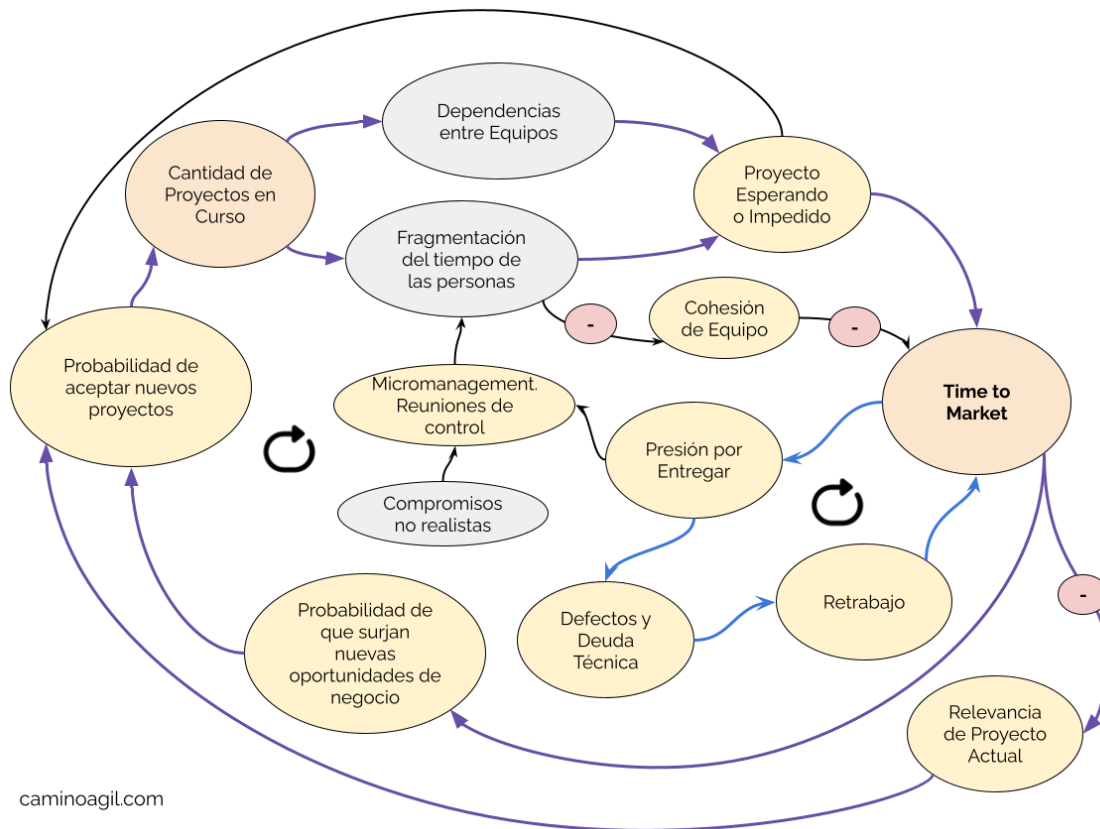 Dependencias
entre Equipos
Cantidad de
Proyectos en
Curso
Proyecto
Esperando
o Impedido
Fragmentación
del tiempo de
las personas
-
Cohesión
de Equipo
-
Probabilidad de
aceptar nuevos
proyectos
Micromanagement.
Reuniones de
control
Time to
Market
Presión por
Entregar
Compromisos
no realistas
Probabilidad de
que surjan
nuevas
oportunidades de
negocio
Defectos y
Deuda
Técnica
Retrabajo
-
Relevancia
de Proyecto
Actual
caminoagil.com